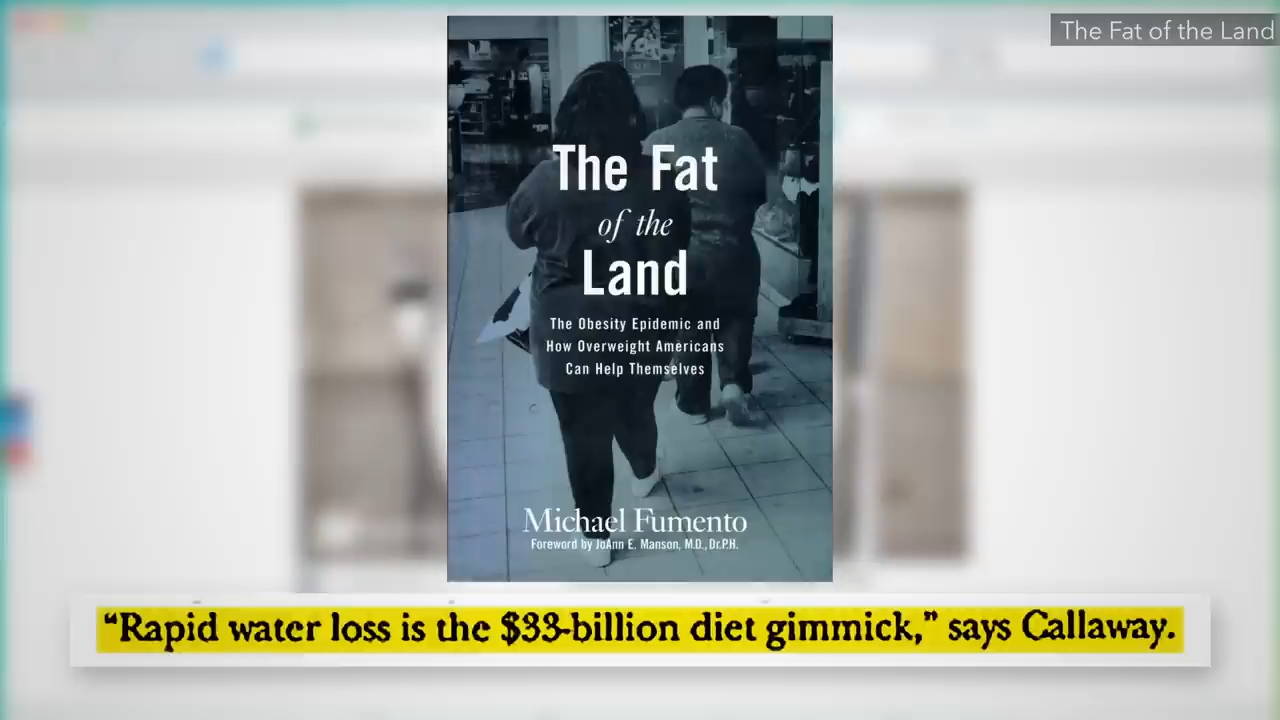 The Fat of the Land
The Fat
of the
Land
The Obesity Epidemic and
How Overweight Americans
Can Help Themselves
Michael Fumento
Foreword by JoAnn E. Manson, M.D., Dr.P.H.
“Rapid water loss is the $33-billion diet gimmick,” says Callaway.